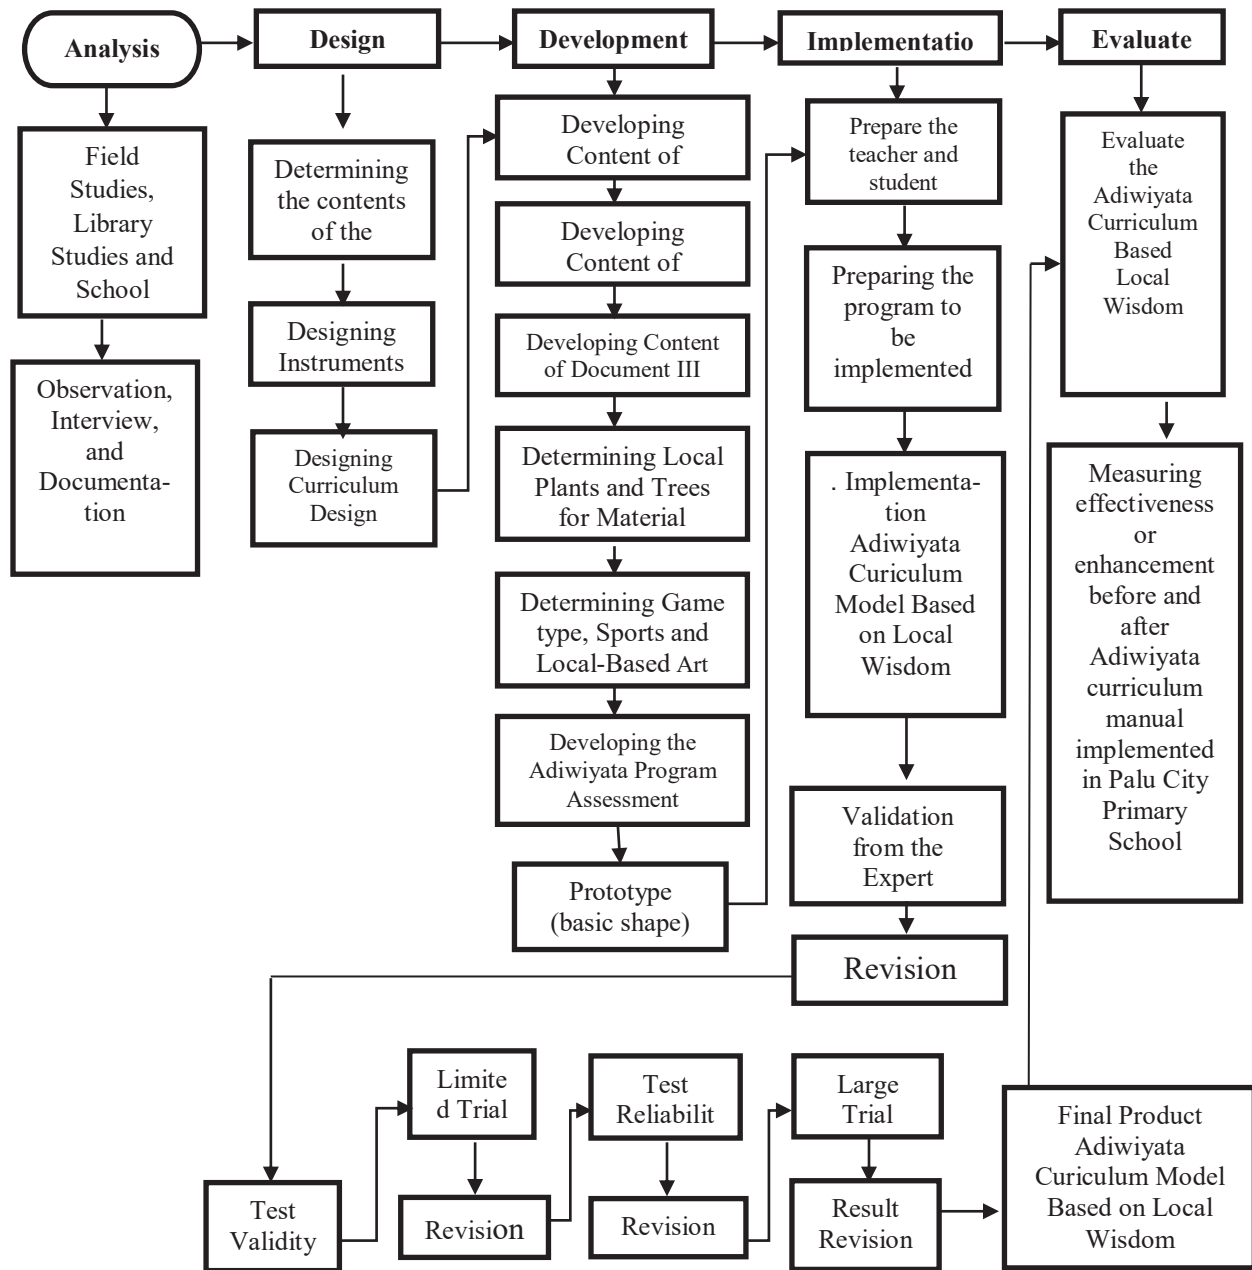 Analysis
Design
Development
Implementatio
Evaluate
Field
Studies,
Library
Studies and
School
Observation,
Interview,
and
Documenta-
tion
Determining
the contents
of the
Designing
Instruments
Designing
Curriculum
Design
Developing
Content of
Developing
Content of
Developing Content
of Document III
Determining Local
Plants and Trees
for Material
Determining Game
type, Sports and
Local-Based Art
Developing the
Adiwiyata Program
Assessment
Prototype
(basic shape)
Prepare the
teacher and
student
Preparing the
program to
be
implemented
. Implementa-
tion
Adiwiyata
Curiculum
Model Based
on Local
Wisdom
Validation
from the
Expert
Revision
Evaluate
the
Adiwiyata
Curriculum
Based
Local
Wisdom
Measuring
effectiveness
or
enhancement
before and
after
Adiwiyata
curriculum
manual
implemented
in Palu City
Primary
School
Test
Validity
Limite
d Trial
Revision
Test
Reliabilit
Revision
Large
Trial
Result
Revision
Final Product
Adiwiyata
Curiculum Model
Based on Local
Wisdom